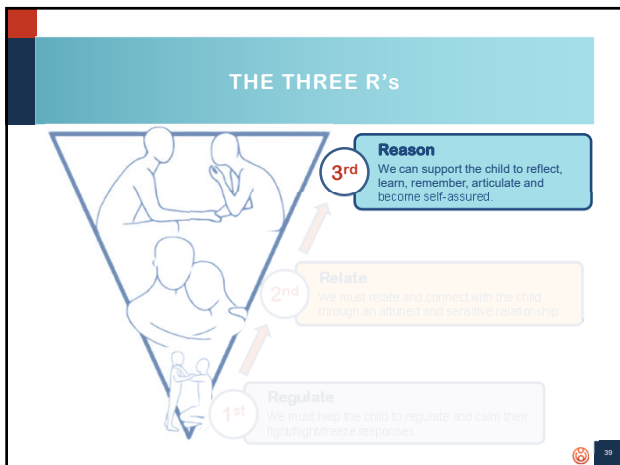 THE THREE R's
3rd
Reason
We can support the child to reflect,
learn, remember, articulate and
become self-assured.
2nd
Relate
We must relate and connect with the child
through an attuned and sensitive relationship
1st
Regulate
We must help the child to regulate and calm their
fight/flight/freeze responses
39